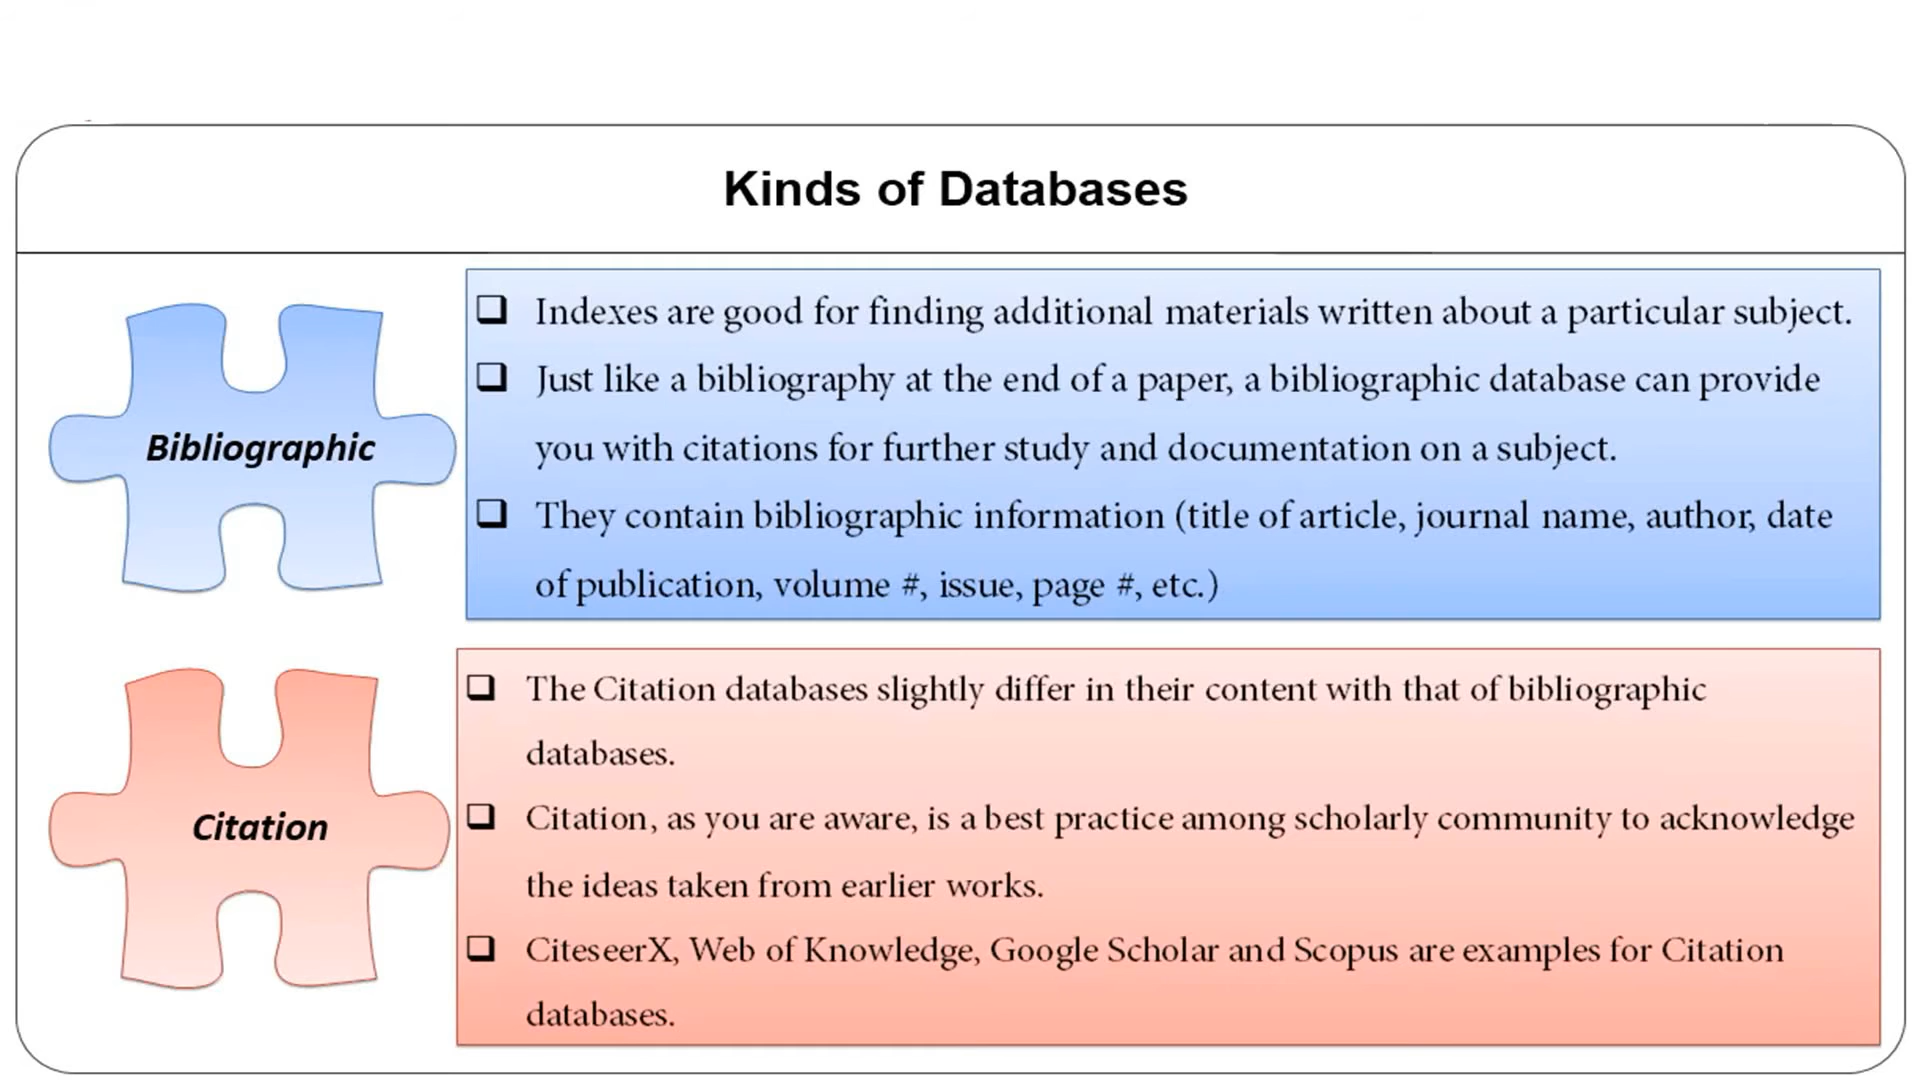 Kinds of Databases
Bibliographic
❑ Indexes are good for finding additional materials written about a particular subject.
❑ Just like a bibliography at the end of a paper, a bibliographic database can provide
you with citations for further study and documentation on a subject.
❑ They contain bibliographic information (title of article, journal name, author, date
of publication, volume #, issue, page #, etc.)
Citation
❑ The Citation databases slightly differ in their content with that of bibliographic
databases.
❑ Citation, as you are aware, is a best practice among scholarly community to acknowledge
the ideas taken from earlier works.
❑ CiteseerX, Web of Knowledge, Google Scholar and Scopus are examples for Citation
databases.